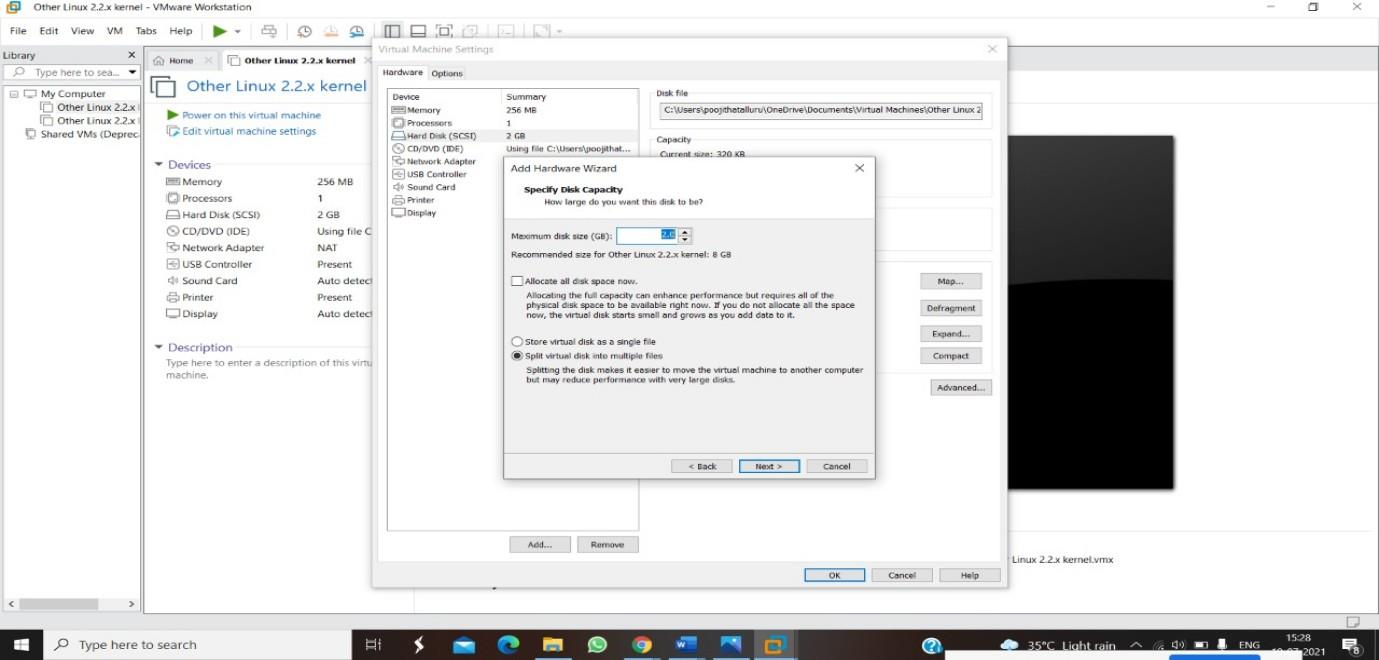 Other Linux 2.2.x kernel - VMware Workstation
File Edit View VM Tabs Help
Library
Type here to sea...
My Computer
Other Linux 2.2.x
Other Linux 2.2.x
Shared VMs (Deprec
Home
Other Linux 2.2.x kernel
Other Linux 2.2.x kernel
Power on this virtual machine
Edit virtual machine settings
Devices
Memory 256 MB
Processors 1
Hard Disk (SCSI) 2 GB
CD/DVD (IDE) Using file C
Network Adapter NAT
USB Controller Present
Sound Card Auto detect
Printer Present
Display Auto detect
Description
Type here to enter a description of this virtu
machine.
Virtual Machine Settings
Hardware Options
Device Summary
Memory 256 MB
Processors 1
Hard Disk (SCSI) 2 GB
CD/DVD (IDE) Using file C:\Users\poojithat...
Network Adapter
USB Controller
Sound Card
Printer
Display
Add... Remove
Disk file
C:\Users\poojithatalluru\OneDrive\Documents\Virtual Machines\Other Linux 2
Capacity
Current size: 320 KB
Map...
Defragment
Expand...
Compact
Advanced...
OK Cancel Help
Add Hardware Wizard
Specify Disk Capacity
How large do you want this disk to be?
Maximum disk size (GB): 2.0
Recommended size for Other Linux 2.2.x kernel: 8 GB
Allocate all disk space now.
Allocating the full capacity can enhance performance but requires all of the
physical disk space to be available right now. If you do not allocate all the space
now, the virtual disk starts small and grows as you add data to it.
Store virtual disk as a single file
Split virtual disk into multiple files
Splitting the disk makes it easier to move the virtual machine to another computer
but may reduce performance with very large disks.
< Back Next > Cancel
Linux 2.2.x kernel.vmx
Type here to search
35°C Light rain
ENG
15:28
2021
8